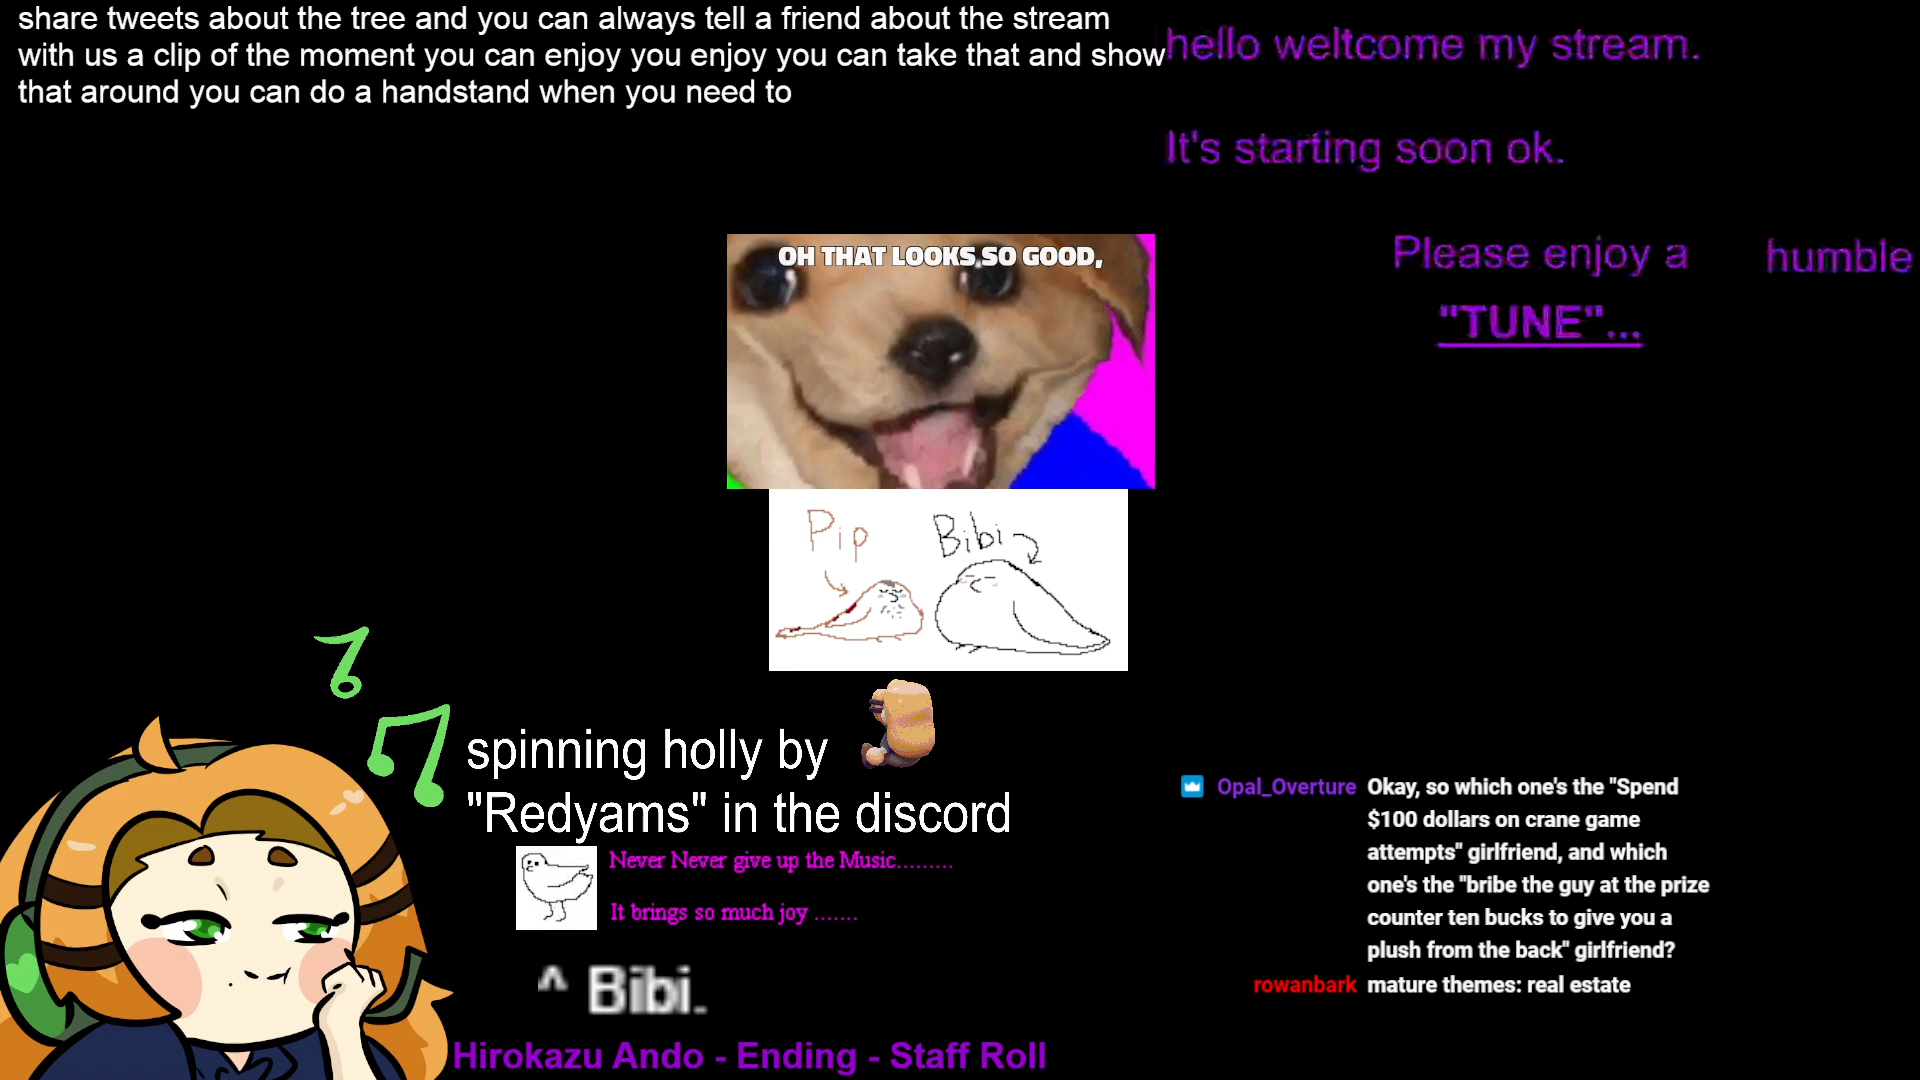 share tweets about the tree and you can always tell a friend about the stream
with us a clip of the moment you can enjoy you enjoy you can take that and show
that around you can do a handstand when you need to
hello weltcome my stream.
It's starting soon ok.
Please enjoy a humble
"TUNE"...
OH THAT LOOKS SO GOOD,
Pip Bibi
spinning holly by
"Redyams" in the discord
Never Never give up the Music.........
It brings so much joy .......
^ Bibi.
Hirokazu Ando - Ending - Staff Roll
Opal_Overture Okay, so which one's the "Spend
$100 dollars on crane game
attempts" girlfriend, and which
one's the "bribe the guy at the prize
counter ten bucks to give you a
plush from the back" girlfriend?
rowanbark mature themes: real estate